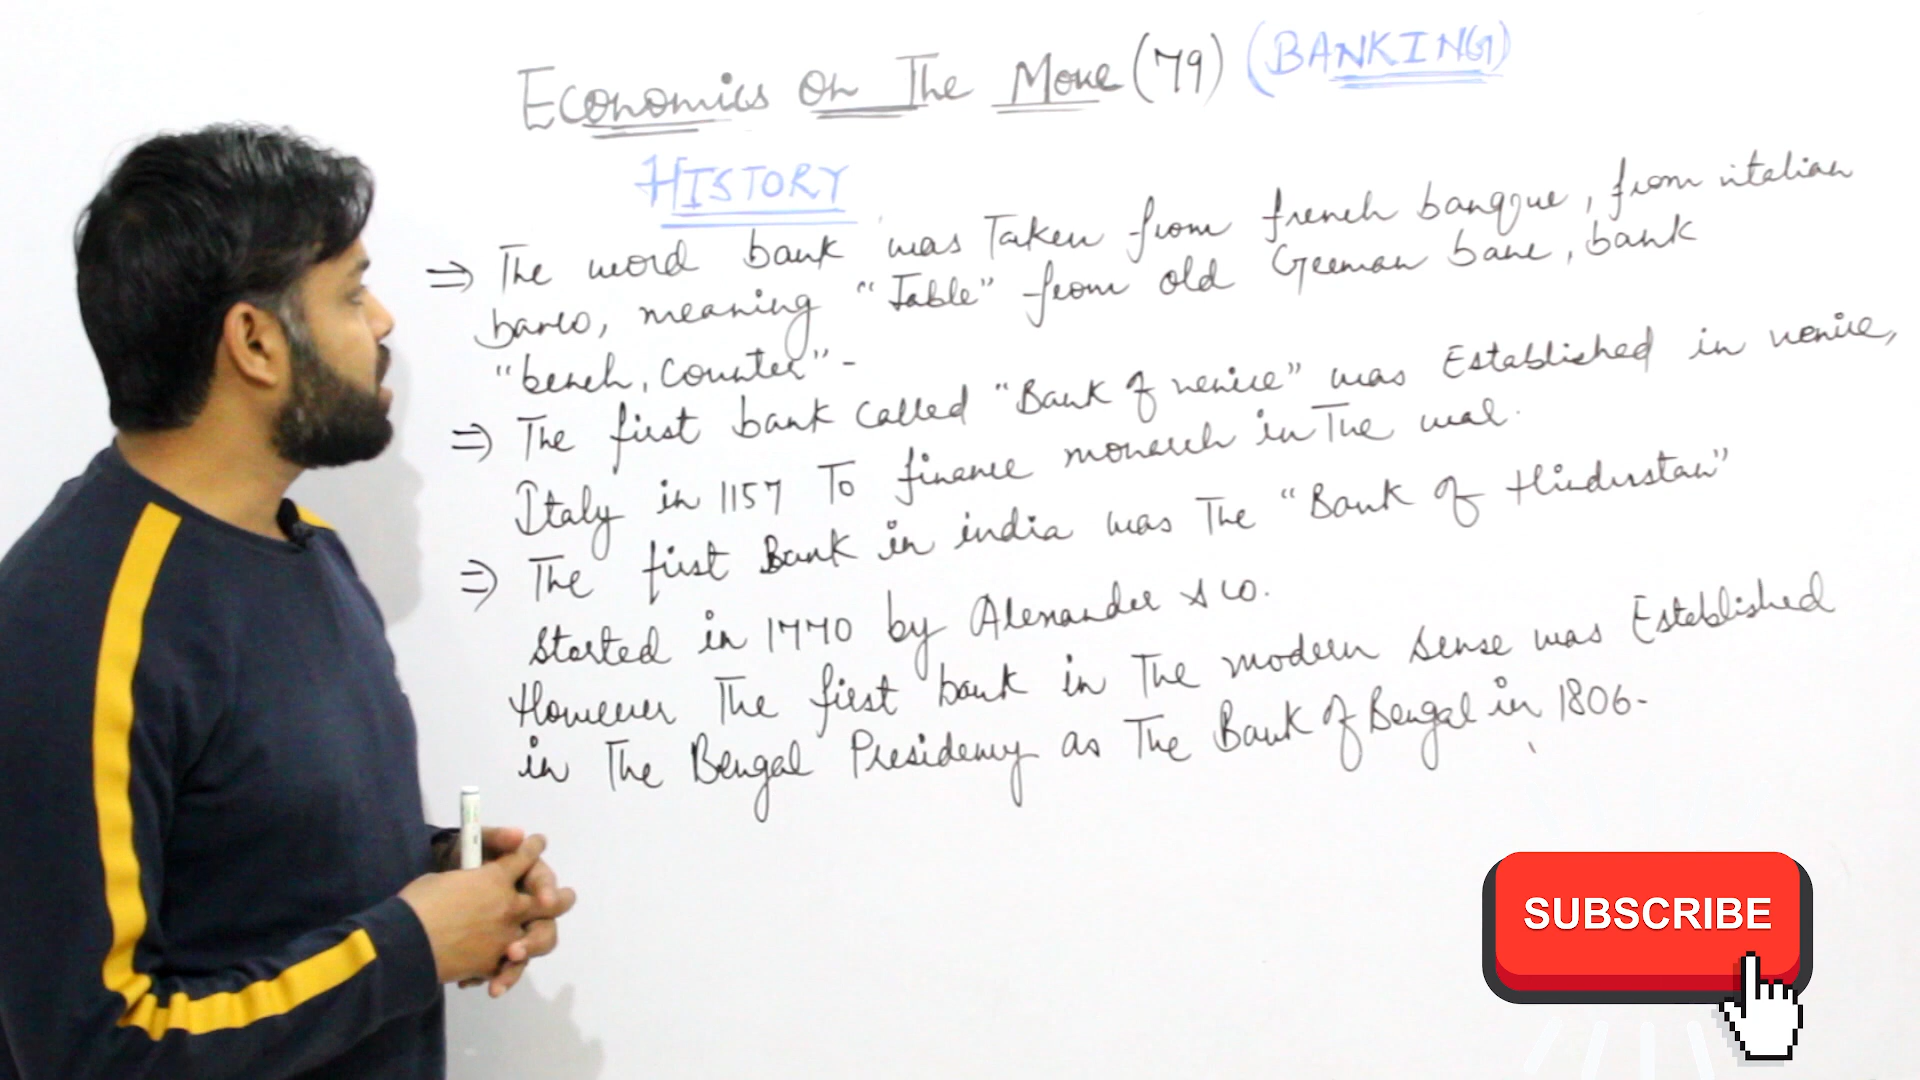 Economics On The Move (79) (BANKING)
HISTORY
⇒ The word bank was Taken from french banque, from italian
banco, meaning "Table" from old German banc, bank
"bench, counter" -
⇒ The first bank called "Bank of venice" was Established in venice,
Italy in 1157 To finance monarch in The war.
⇒ The first Bank in india was The "Bank of Hindustan"
Started in 1770 by Alexander & co.
However The first bank in The modern sense was Established
in The Bengal Presidency as The Bank of Bengal in 1806-
SUBSCRIBE